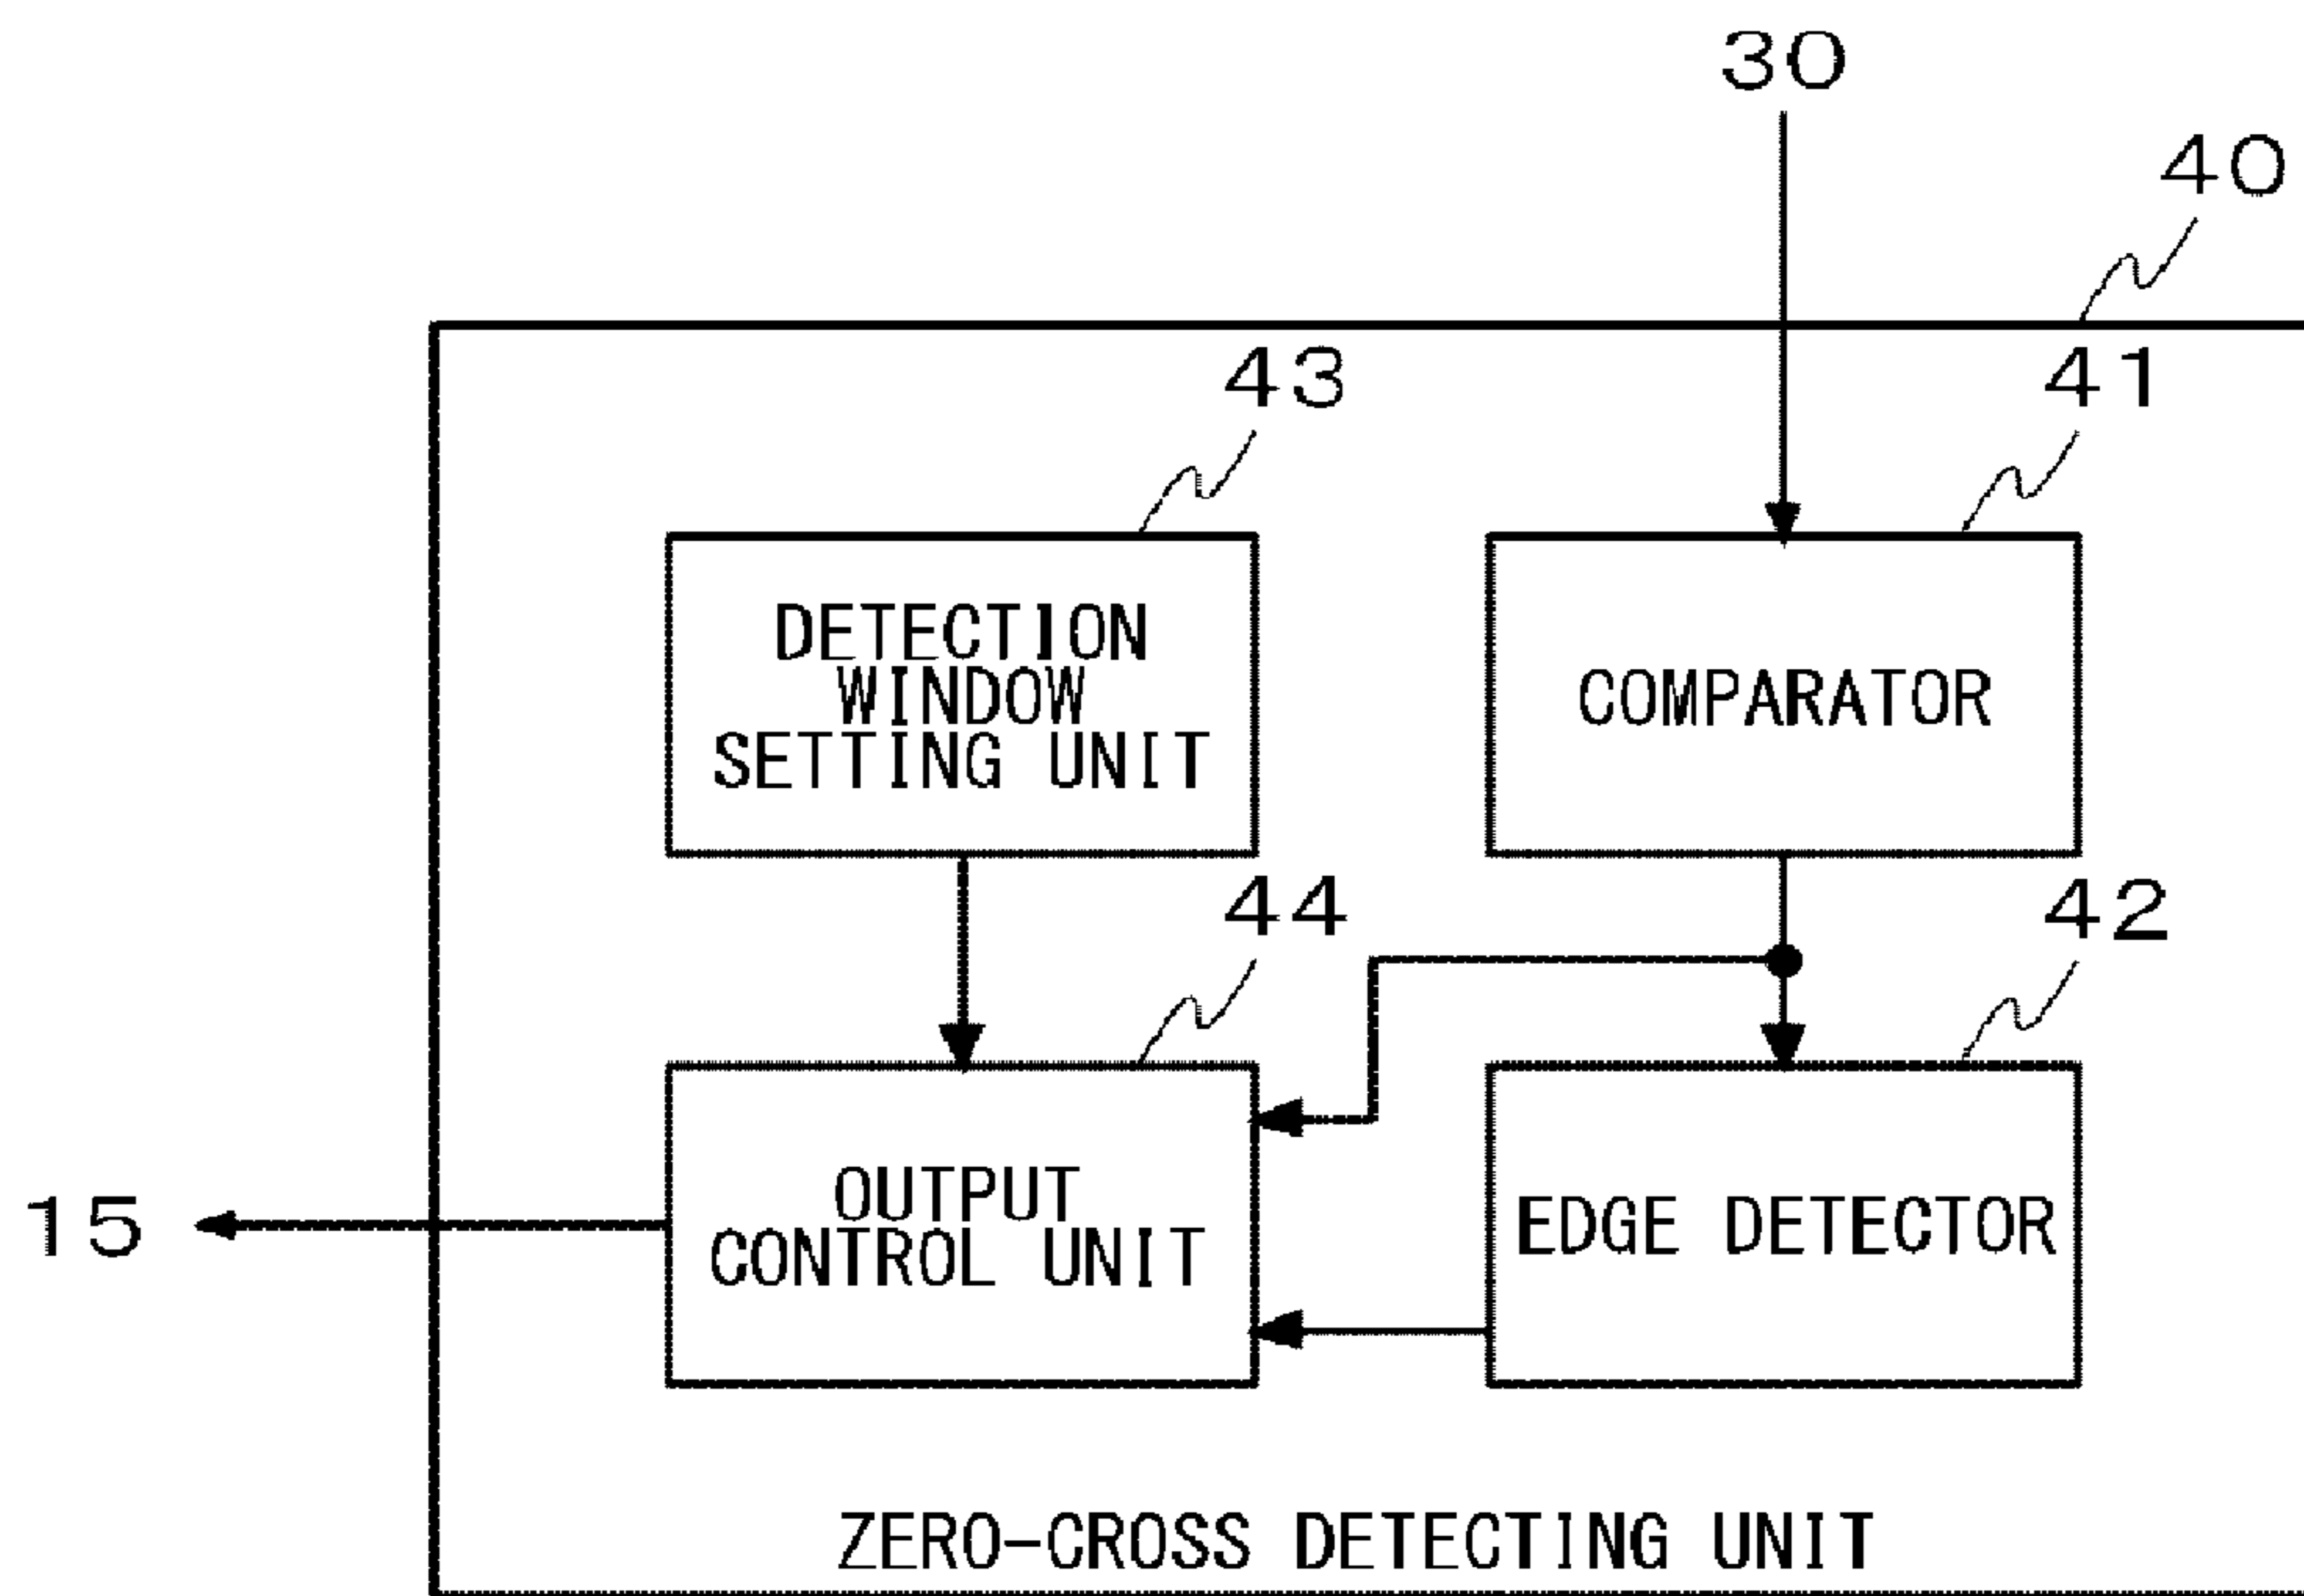 30
40
43
41
DETECTION
WINDOW
SETTING UNIT
COMPARATOR
44
42
OUTPUT
CONTROL UNIT
EDGE DETECTOR
15
ZERO-CROSS DETECTING UNIT